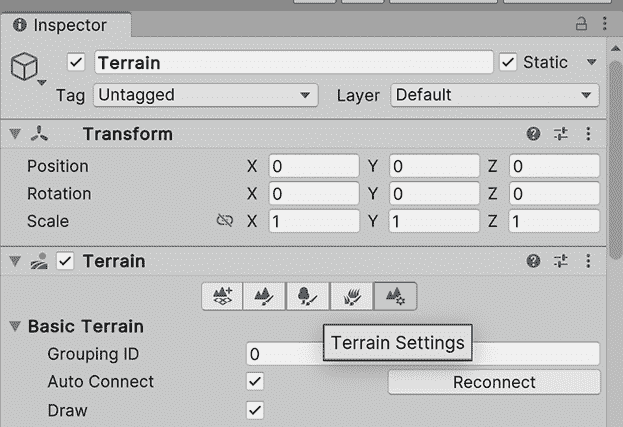 Inspector
Terrain Static
Tag Untagged Layer Default
Transform
Position X 0 Y 0 Z 0
Rotation X 0 Y 0 Z 0
Scale X 1 Y 1 Z 1
Terrain
Basic Terrain
Terrain Settings
Grouping ID 0
Auto Connect Reconnect
Draw